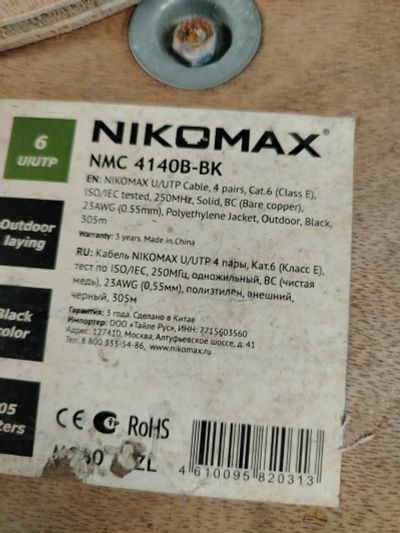 6
U/UTP
NIKOMAX
NMC 4140B-BK
EN: NIKOMAX U/UTP Cable, 4 pairs, Cat.6 (Class E),
ISO/IEC tested, 250MHz, Solid, BC (Bare copper),
23AWG (0.55mm), Polyethylene Jacket, Outdoor, Black,
305m
Warranty: 3 years. Made in China
Outdoor
laying
RU: Кабель NIKOMAX U/UTP 4 пары, Кат.6 (Класс E),
тест по ISO/IEC, 250МГц, одножильный, BC (чистая
медь), 23AWG (0,55мм), полиэтилен, внешний,
черный, 305м
Гарантия: 3 года. Сделано в Китае
Импортер: ООО «Тайле Рус», ИНН: 7715603560
Адрес: 127410, Москва, Алтуфьевское шоссе, д. 41
Тел. 8 800 333-54-86, www.nikomax.ru
Black
color
05
ters
CE RoHS
ZL
4 610095 820313